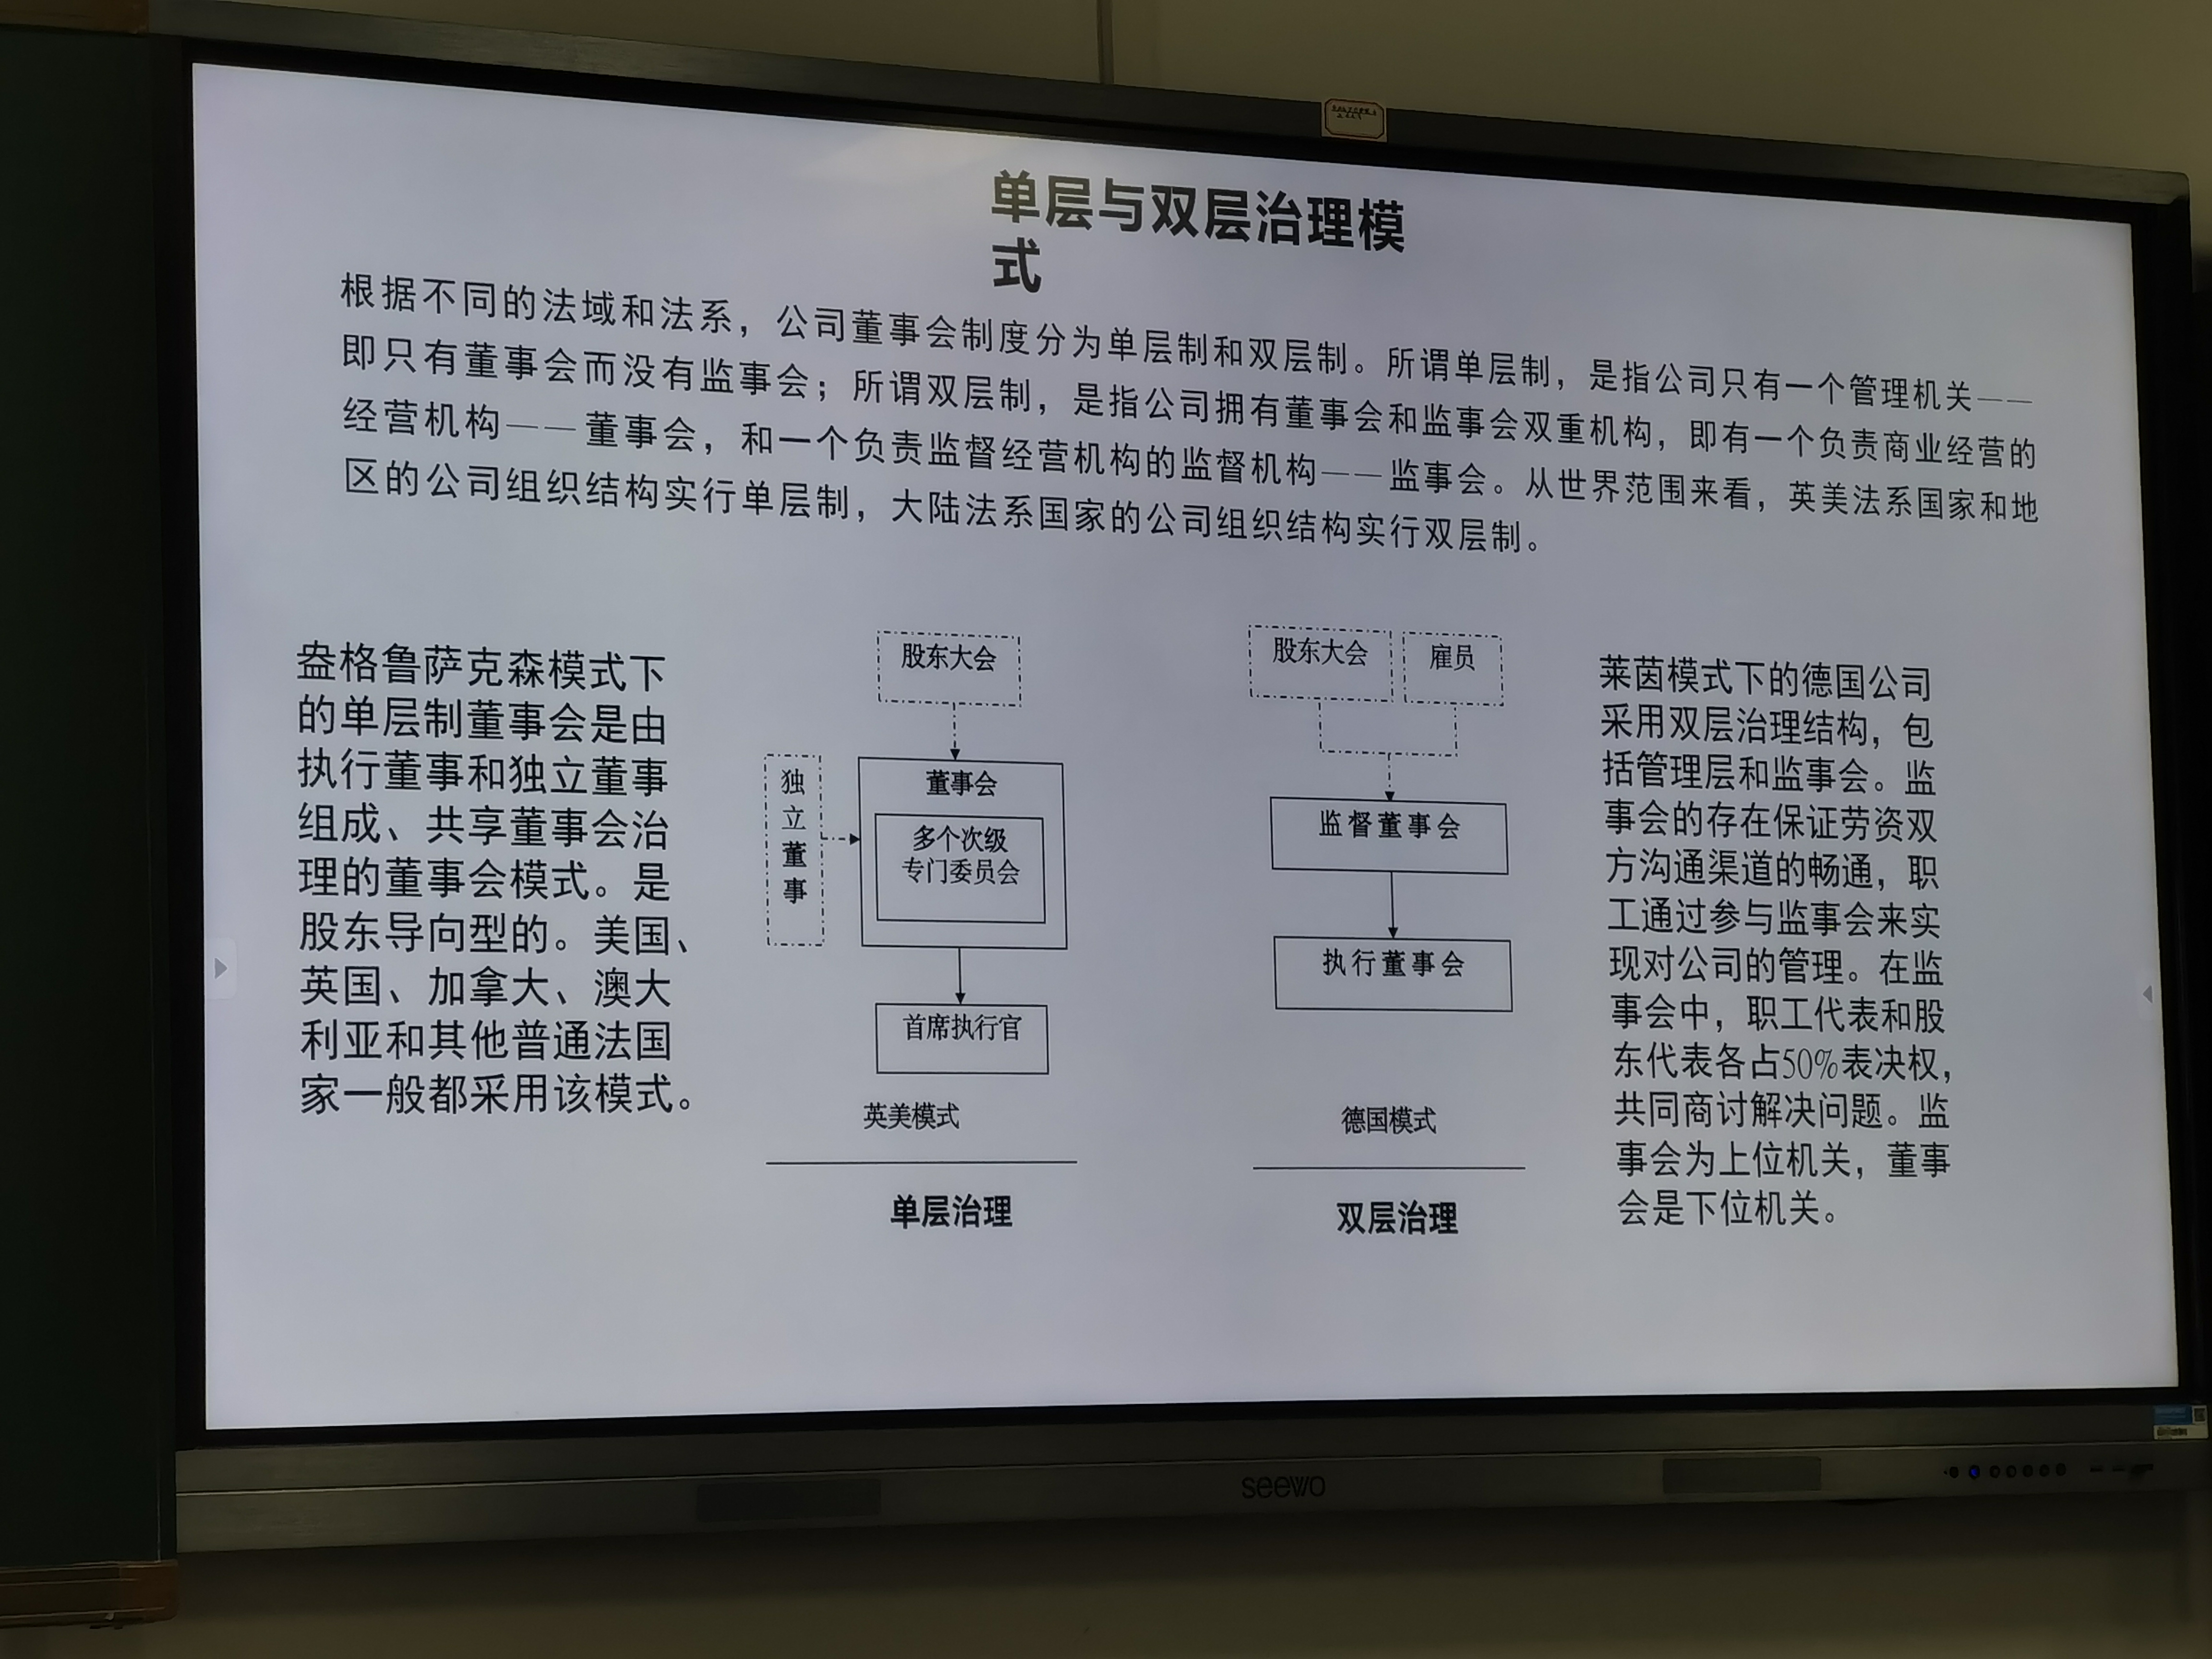 单层与双层治理模
式
根据不同的法域和法系，公司董事会制度分为单层制和双层制。所谓单层制，是指公司只有一个管理机关——
即只有董事会而没有监事会；所谓双层制，是指公司拥有董事会和监事会双重机构，即有一个负责商业经营的
经营机构——董事会，和一个负责监督经营机构的监督机构——监事会。从世界范围来看，英美法系国家和地
区的公司组织结构实行单层制，大陆法系国家的公司组织结构实行双层制。
盎格鲁萨克森模式下
的单层制董事会是由
执行董事和独立董事
组成、共享董事会治
理的董事会模式。是
股东导向型的。美国、
英国、加拿大、澳大
利亚和其他普通法国
家一般都采用该模式。
股东大会
独立董事
董事会
多个次级
专门委员会
首席执行官
英美模式
单层治理
股东大会
雇员
监督董事会
执行董事会
德国模式
双层治理
莱茵模式下的德国公司
采用双层治理结构，包
括管理层和监事会。监
事会的存在保证劳资双
方沟通渠道的畅通，职
工通过参与监事会来实
现对公司的管理。在监
事会中，职工代表和股
东代表各占50%表决权，
共同商讨解决问题。监
事会为上位机关，董事
会是下位机关。
seewo